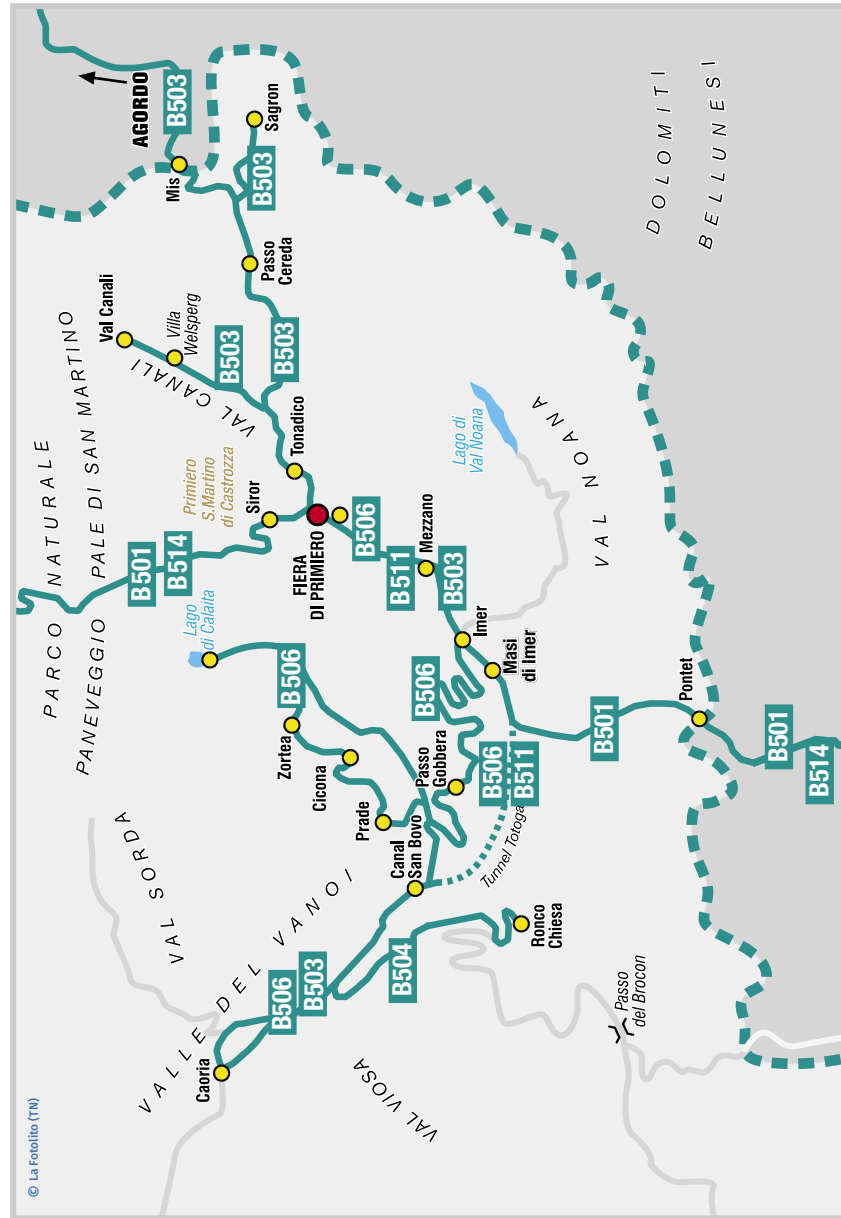 © La Fotolito (TN)
PARCO NATURALE
PANEVEGGIO PALE DI SAN MARTINO
VAL SORDA
VALLE DEL VANOI
VAL VIOSA
VAL CANALI
VAL NOANA
DOLOMITI
BELLUNESI
AGORDO
B503
Mis
Sagron
B503
Passo
Cereda
Val Canali
Villa
Welsperg
B503
B503
Tonadico
Primiero
S.Martino
di Castrozza
Siror
B501
B514
FIERA
DI PRIMIERO
B506
B511
Mezzano
B503
Lago di
Val Noana
Imer
Masi
di Imer
Lago
di Calaita
B506
Zortea
Cicona
Prade
B506
Passo
Gobbera
B506
B511
Tunnel Totoga
Canal
San Bovo
B501
Pontet
B501
B514
Ronco
Chiesa
B504
B503
B506
Caoria
Passo
del Brocon